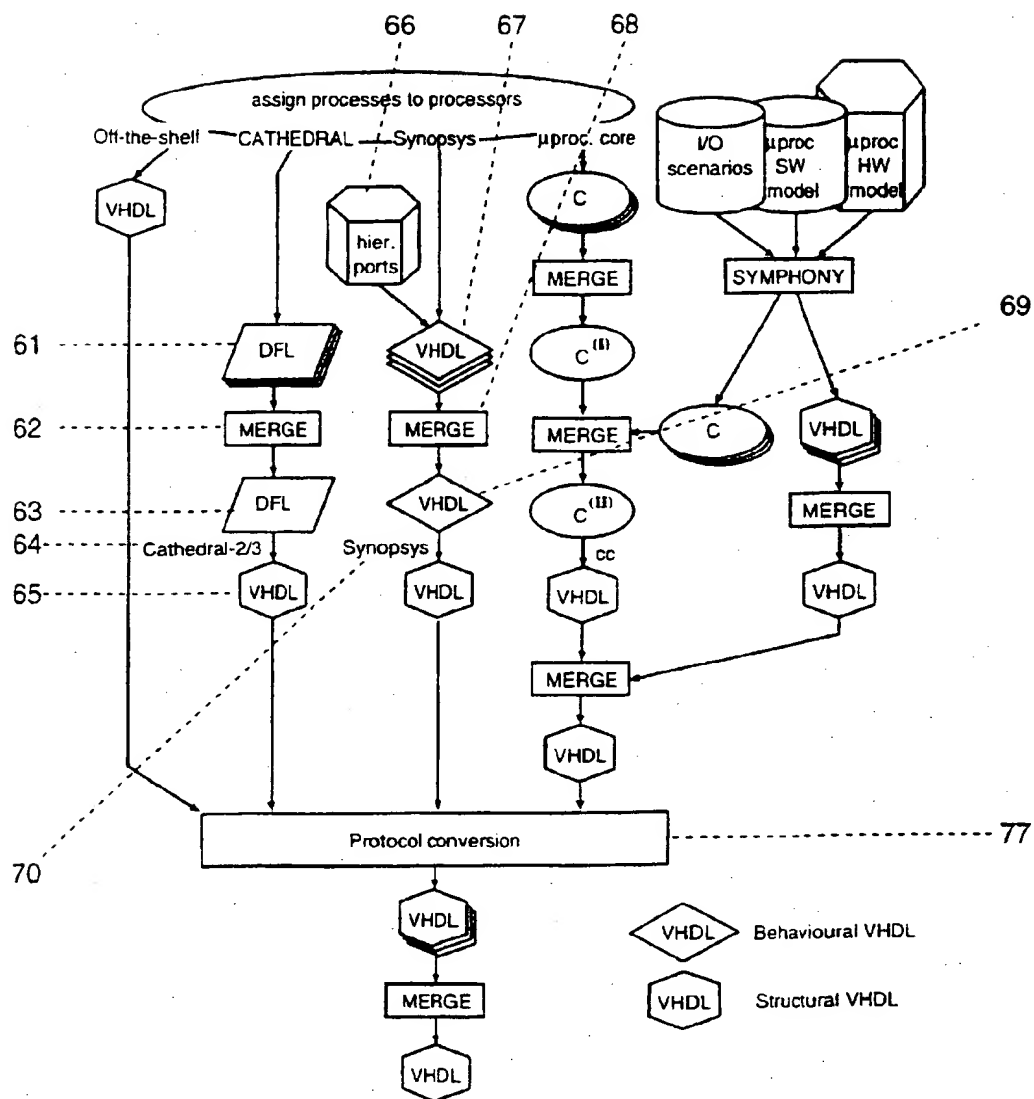 66 67 68
assign processes to processors
Off-the-shelf CATHEDRAL Synopsys μproc. core
I/O scenarios
μproc SW model
μproc HW model
VHDL
C
hier. ports
MERGE
SYMPHONY
69
61
DFL
VHDL
C (I)
62
MERGE
MERGE
MERGE
C
VHDL
63
DFL
VHDL
C (II)
MERGE
64
Cathedral-2/3
Synopsys
cc
65
VHDL
VHDL
VHDL
VHDL
MERGE
VHDL
Protocol conversion
77
70
VHDL
VHDL Behavioural VHDL
MERGE
VHDL Structural VHDL
VHDL